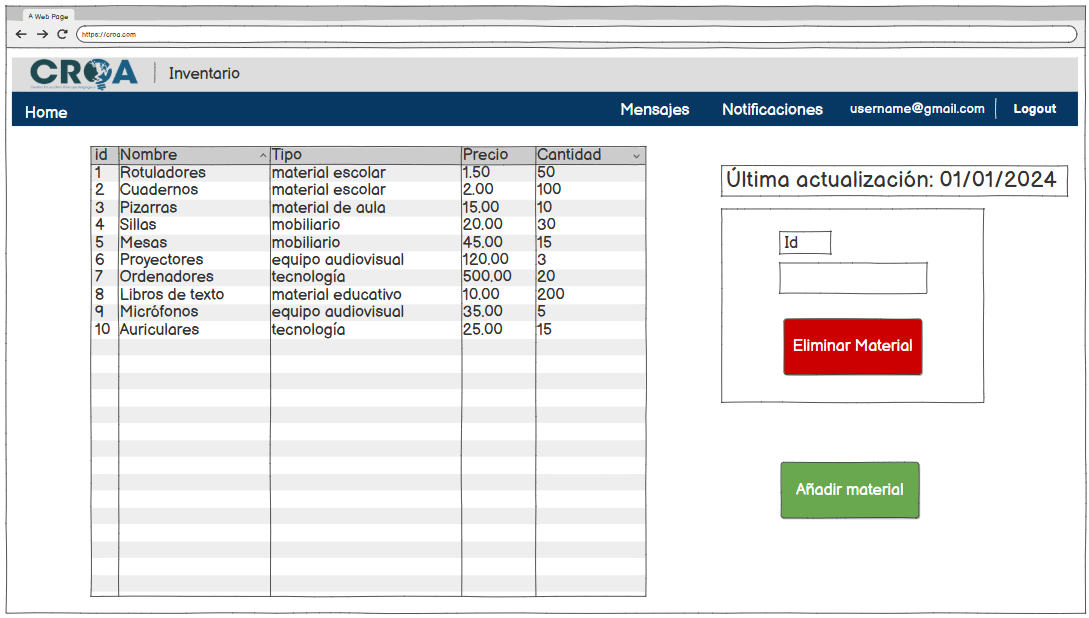 A Web Page
https://croa.com
CROA Inventario
Home Mensajes Notificaciones username@gmail.com Logout
id Nombre Tipo Precio Cantidad
1 Rotuladores material escolar 1.50 50
2 Cuadernos material escolar 2.00 100
3 Pizarras material de aula 15.00 10
4 Sillas mobiliario 20.00 30
5 Mesas mobiliario 45.00 15
6 Proyectores equipo audiovisual 120.00 3
7 Ordenadores tecnología 500.00 20
8 Libros de texto material educativo 10.00 200
9 Micrófonos equipo audiovisual 35.00 5
10 Auriculares tecnología 25.00 15
Última actualización: 01/01/2024
Id
Eliminar Material
Añadir material